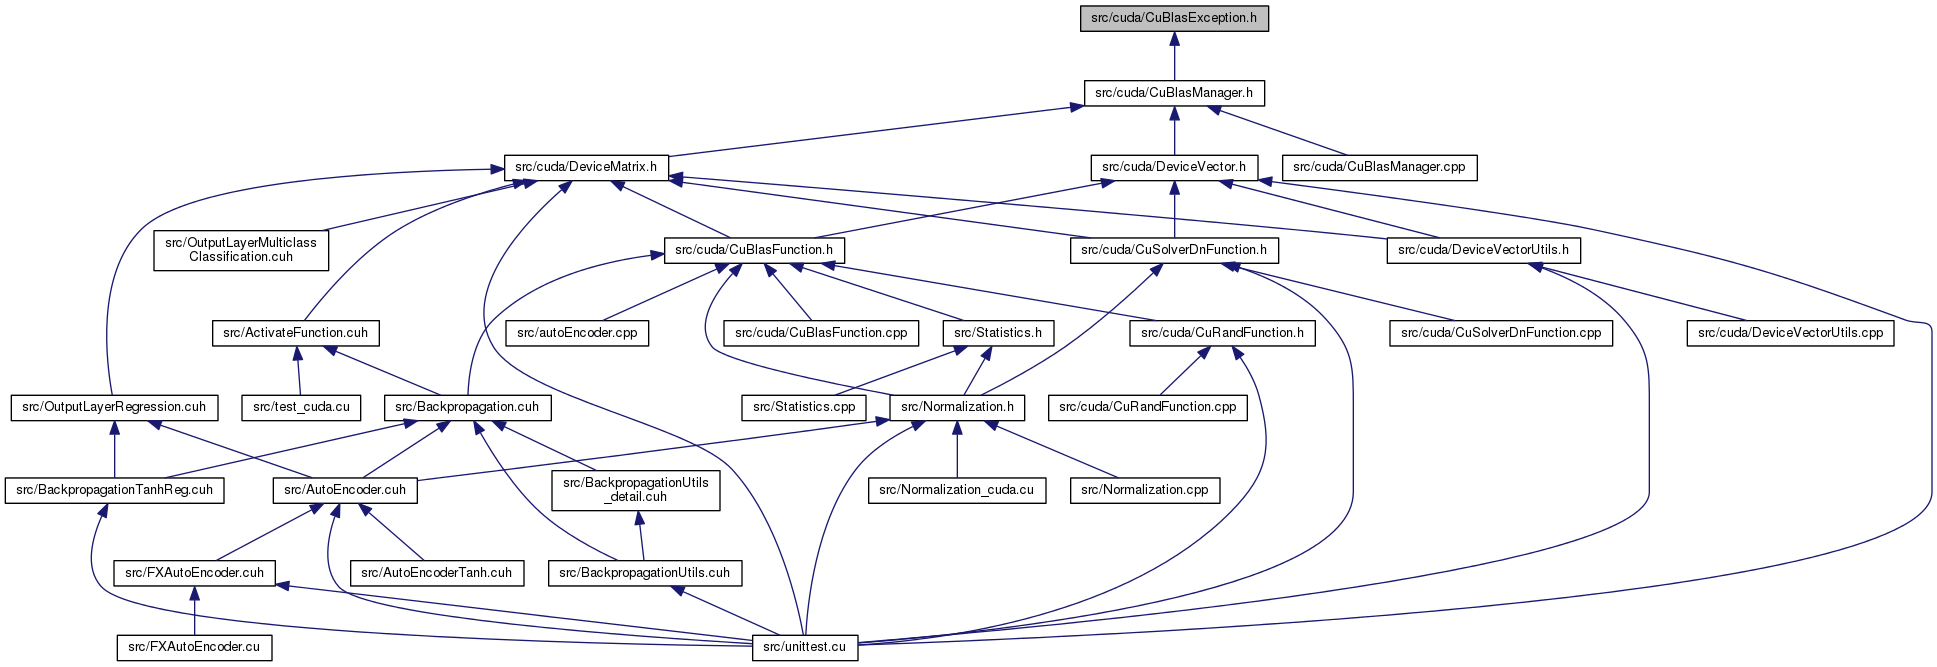 src/cuda/CuBlasException.h
src/cuda/CuBlasManager.h
src/cuda/DeviceMatrix.h
src/cuda/DeviceVector.h
src/cuda/CuBlasManager.cpp
src/OutputLayerMulticlass
Classification.cuh
src/cuda/CuBlasFunction.h
src/cuda/CuSolverDnFunction.h
src/cuda/DeviceVectorUtils.h
src/ActivateFunction.cuh
src/autoEncoder.cpp
src/cuda/CuBlasFunction.cpp
src/Statistics.h
src/cuda/CuRandFunction.h
src/cuda/CuSolverDnFunction.cpp
src/cuda/DeviceVectorUtils.cpp
src/OutputLayerRegression.cuh
src/test_cuda.cu
src/Backpropagation.cuh
src/Statistics.cpp
src/Normalization.h
src/cuda/CuRandFunction.cpp
src/BackpropagationTanhReg.cuh
src/AutoEncoder.cuh
src/BackpropagationUtils
_detail.cuh
src/Normalization_cuda.cu
src/Normalization.cpp
src/FXAutoEncoder.cuh
src/AutoEncoderTanh.cuh
src/BackpropagationUtils.cuh
src/FXAutoEncoder.cu
src/unittest.cu